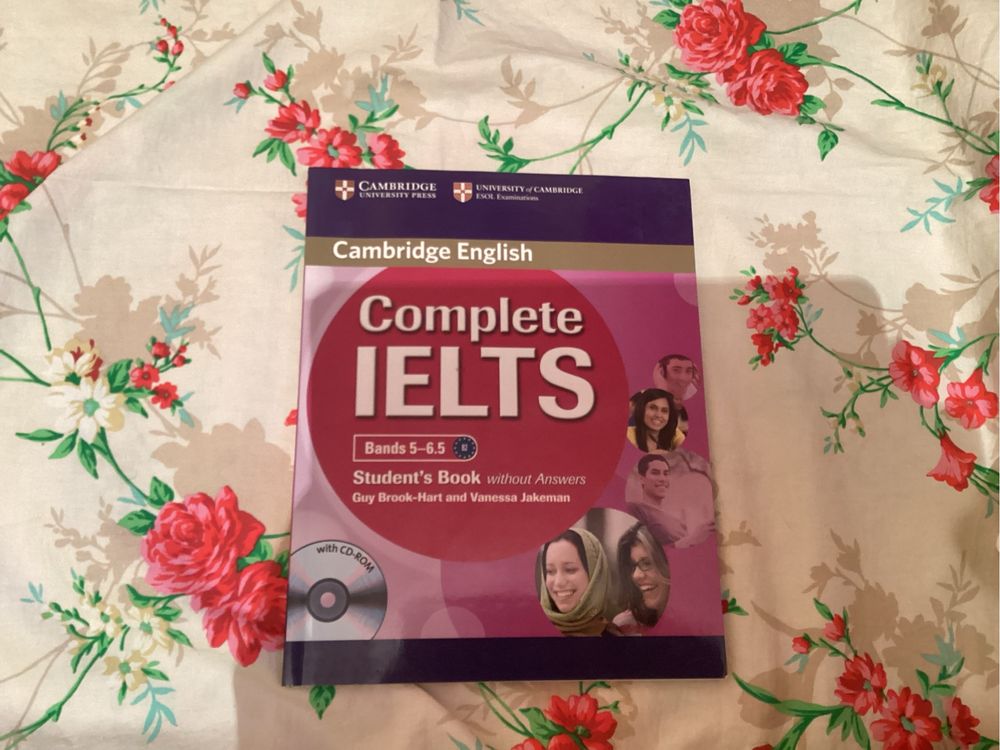 CAMBRIDGE
UNIVERSITY PRESS
UNIVERSITY of CAMBRIDGE
ESOL Examinations
Cambridge English
Complete
IELTS
Bands 5–6.5
B2
Student's Book without Answers
Guy Brook-Hart and Vanessa Jakeman
with CD-ROM